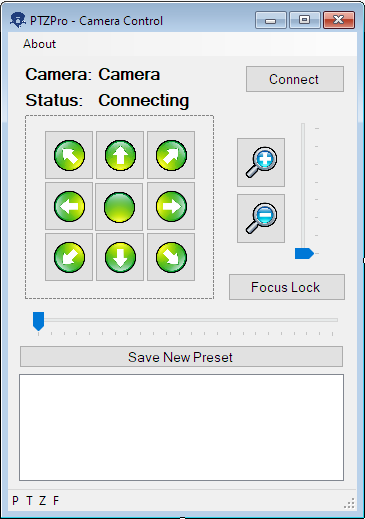 PTZPro - Camera Control
About
Camera: Camera
Connect
Status: Connecting
Focus Lock
Save New Preset
P T Z F